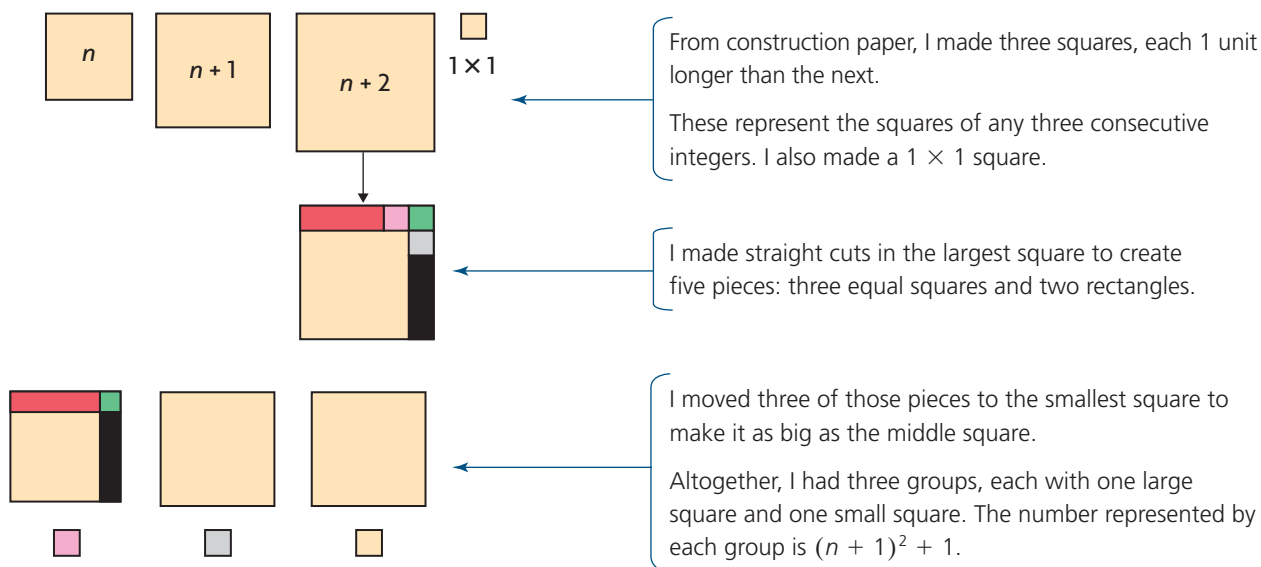 n
n + 1
n + 2
1 × 1
From construction paper, I made three squares, each 1 unit
longer than the next.
These represent the squares of any three consecutive
integers. I also made a 1 × 1 square.
I made straight cuts in the largest square to create
five pieces: three equal squares and two rectangles.
I moved three of those pieces to the smallest square to
make it as big as the middle square.
Altogether, I had three groups, each with one large
square and one small square. The number represented by
each group is (n + 1)² + 1.